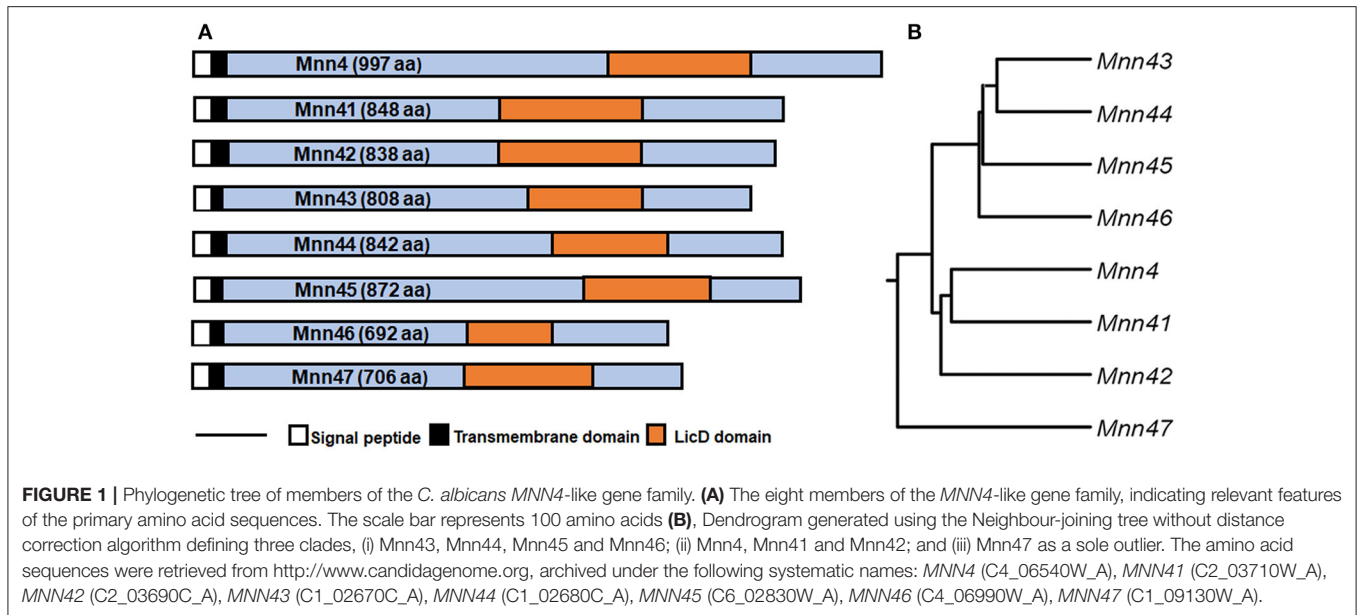 A
Mnn4 (997 aa)
Mnn41 (848 aa)
Mnn42 (838 aa)
Mnn43 (808 aa)
Mnn44 (842 aa)
Mnn45 (872 aa)
Mnn46 (692 aa)
Mnn47 (706 aa)
Signal peptide Transmembrane domain LicD domain
B
Mnn43
Mnn44
Mnn45
Mnn46
Mnn4
Mnn41
Mnn42
Mnn47
FIGURE 1 | Phylogenetic tree of members of the C. albicans MNN4-like gene family. (A) The eight members of the MNN4-like gene family, indicating relevant features
of the primary amino acid sequences. The scale bar represents 100 amino acids (B), Dendrogram generated using the Neighbour-joining tree without distance
correction algorithm defining three clades, (i) Mnn43, Mnn44, Mnn45 and Mnn46; (ii) Mnn4, Mnn41 and Mnn42; and (iii) Mnn47 as a sole outlier. The amino acid
sequences were retrieved from http://www.candidagenome.org, archived under the following systematic names: MNN4 (C4_06540W_A), MNN41 (C2_03710W_A),
MNN42 (C2_03690C_A), MNN43 (C1_02670C_A), MNN44 (C1_02680C_A), MNN45 (C6_02830W_A), MNN46 (C4_06990W_A), MNN47 (C1_09130W_A).